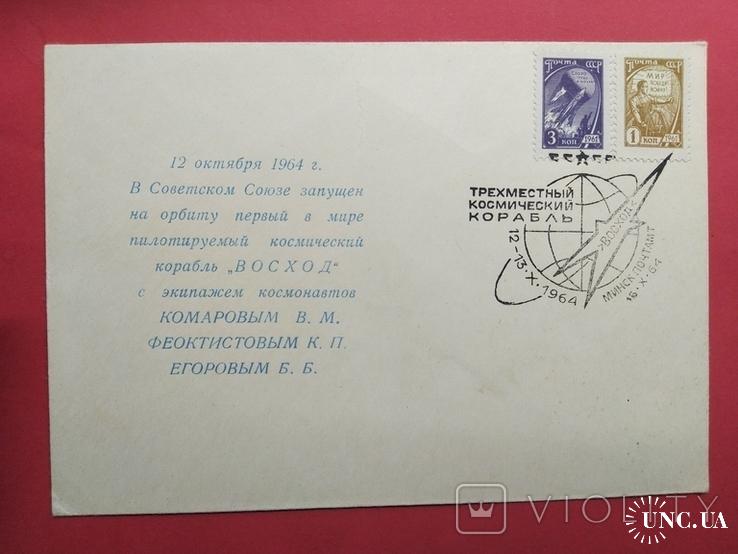 12 октября 1964 г.
В Советском Союзе запущен
на орбиту первый в мире
пилотируемый космический
корабль „ВОСХОД“
с экипажем космонавтов
КОМАРОВЫМ В. М.
ФЕОКТИСТОВЫМ К. П.
ЕГОРОВЫМ Б. Б.
Почта СССР
3 КОП
1961
Почта СССР
МИР
1 КОП
1961
ТРЕХМЕСТНЫЙ
КОСМИЧЕСКИЙ
КОРАБЛЬ
12-13·X·1964
«ВОСХОД»
МИНСК ПОЧТАМТ
16·X·64
VIOLITY
UNC.UA